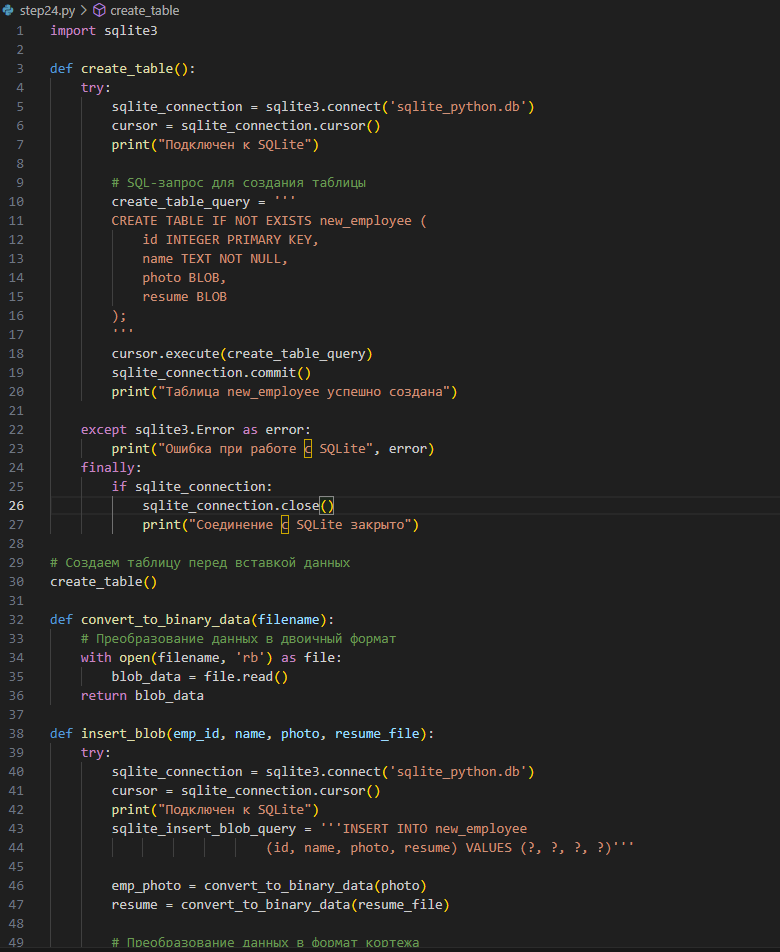 step24.py > create_table
1 import sqlite3
2
3 def create_table():
4     try:
5         sqlite_connection = sqlite3.connect('sqlite_python.db')
6         cursor = sqlite_connection.cursor()
7         print("Подключен к SQLite")
8
9         # SQL-запрос для создания таблицы
10         create_table_query = '''
11         CREATE TABLE IF NOT EXISTS new_employee (
12             id INTEGER PRIMARY KEY,
13             name TEXT NOT NULL,
14             photo BLOB,
15             resume BLOB
16         );
17         '''
18         cursor.execute(create_table_query)
19         sqlite_connection.commit()
20         print("Таблица new_employee успешно создана")
21
22     except sqlite3.Error as error:
23         print("Ошибка при работе с SQLite", error)
24     finally:
25         if sqlite_connection:
26             sqlite_connection.close()
27             print("Соединение с SQLite закрыто")
28
29 # Создаем таблицу перед вставкой данных
30 create_table()
31
32 def convert_to_binary_data(filename):
33     # Преобразование данных в двоичный формат
34     with open(filename, 'rb') as file:
35         blob_data = file.read()
36     return blob_data
37
38 def insert_blob(emp_id, name, photo, resume_file):
39     try:
40         sqlite_connection = sqlite3.connect('sqlite_python.db')
41         cursor = sqlite_connection.cursor()
42         print("Подключен к SQLite")
43         sqlite_insert_blob_query = '''INSERT INTO new_employee
44                             (id, name, photo, resume) VALUES (?, ?, ?, ?)'''
45
46         emp_photo = convert_to_binary_data(photo)
47         resume = convert_to_binary_data(resume_file)
48
49         # Преобразование данных в формат кортежа